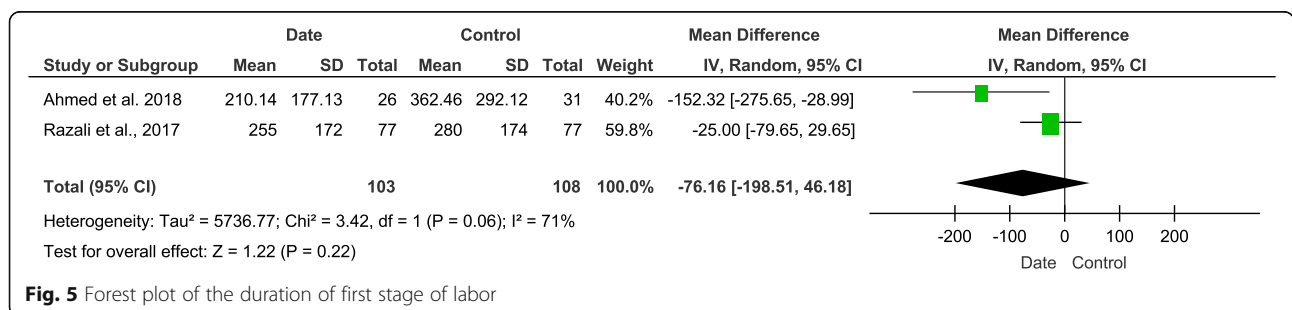 Date Control Mean Difference Mean Difference
Study or Subgroup Mean SD Total Mean SD Total Weight IV, Random, 95% CI IV, Random, 95% CI
Ahmed et al. 2018 210.14 177.13 26 362.46 292.12 31 40.2% -152.32 [-275.65, -28.99]
Razali et al., 2017 255 172 77 280 174 77 59.8% -25.00 [-79.65, 29.65]
Total (95% CI) 103 108 100.0% -76.16 [-198.51, 46.18]
Heterogeneity: Tau² = 5736.77; Chi² = 3.42, df = 1 (P = 0.06); I² = 71%
Test for overall effect: Z = 1.22 (P = 0.22)
-200 -100 0 100 200
Date Control
Fig. 5 Forest plot of the duration of first stage of labor